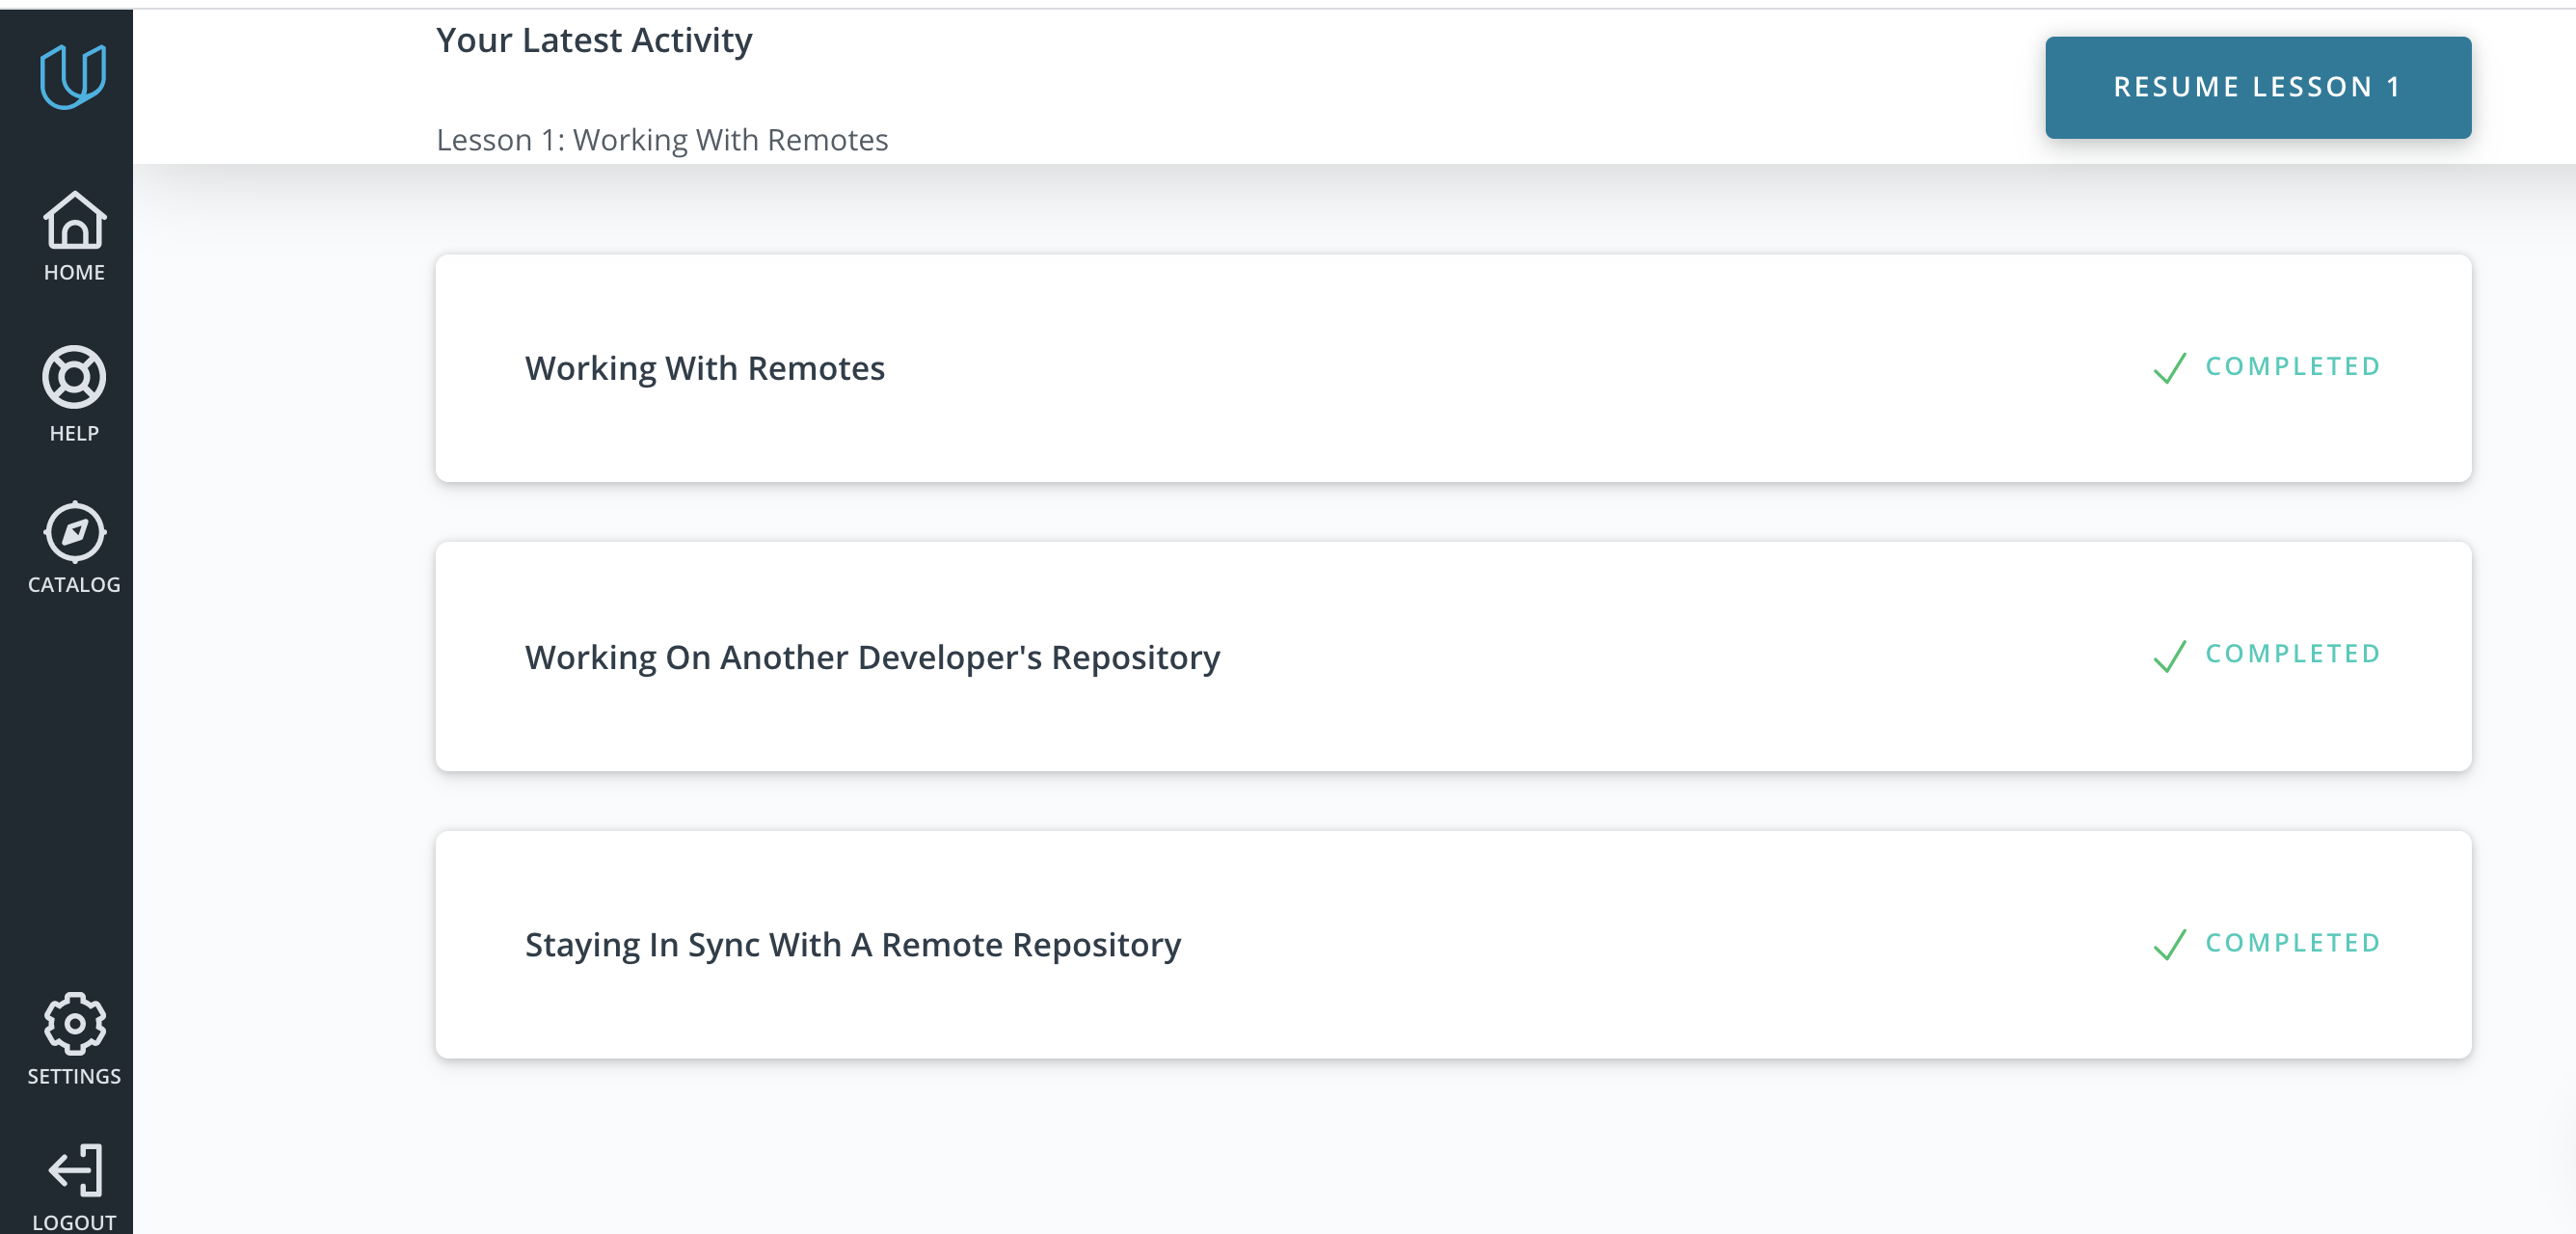 Your Latest Activity
RESUME LESSON 1
Lesson 1: Working With Remotes
HOME
HELP
CATALOG
SETTINGS
LOGOUT
Working With Remotes
COMPLETED
Working On Another Developer's Repository
COMPLETED
Staying In Sync With A Remote Repository
COMPLETED